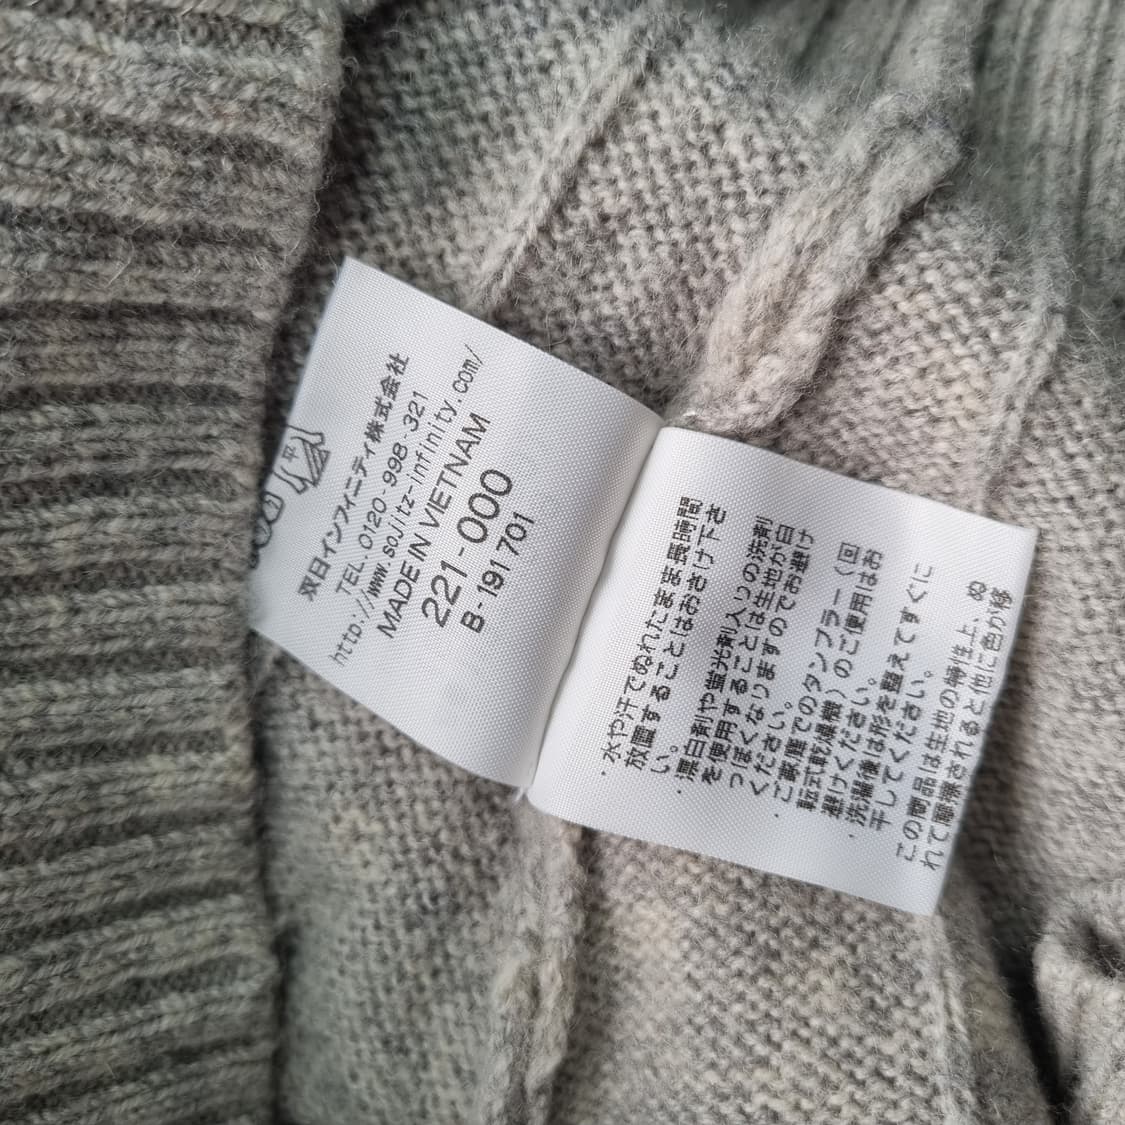 平
双日インフィニティ株式会社
TEL.0120-998-321
http://www.sojitz-infinity.com/
MADE IN VIETNAM
221-000
B-191701
・水や汗でぬれたまま長時間
放置することはおさけ下さ
い。
・漂白剤や蛍光剤入りの洗剤
を使用することは生地が白
っぽくなりますのでお避け
ください。
・ご家庭でのタンブラー（回
転式乾燥機）のご使用はお
避けください。
・洗濯後は形を整えてすぐに
干してください。
この商品は生地の特性上、
れて摩擦されると他に色が移